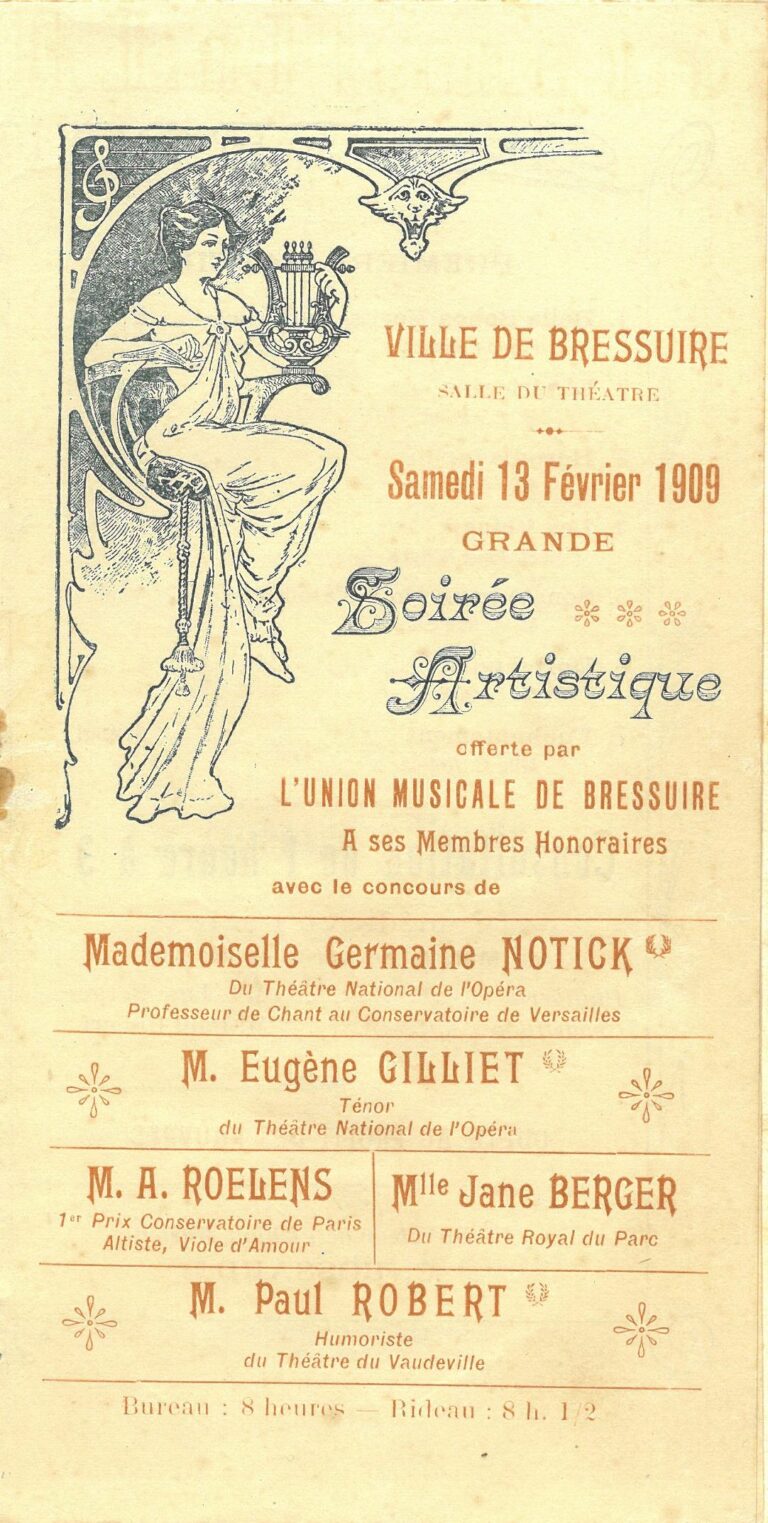 VILLE DE BRESSUIRE
SALLE DU THÉATRE
Samedi 13 Février 1909
GRANDE
Soirée
Artistique
offerte par
L'UNION MUSICALE DE BRESSUIRE
A ses Membres Honoraires
avec le concours de
Mademoiselle Germaine NOTICK
Du Théâtre National de l'Opéra
Professeur de Chant au Conservatoire de Versailles
M. Eugène GILLIET
Ténor
du Théâtre National de l'Opéra
M. A. ROELENS
1er Prix Conservatoire de Paris
Altiste, Viole d'Amour
Mlle Jane BERGER
Du Théâtre Royal du Parc
M. Paul ROBERT
Humoriste
du Théâtre du Vaudeville
Bureau : 8 heures — Rideau : 8 h. 1/2